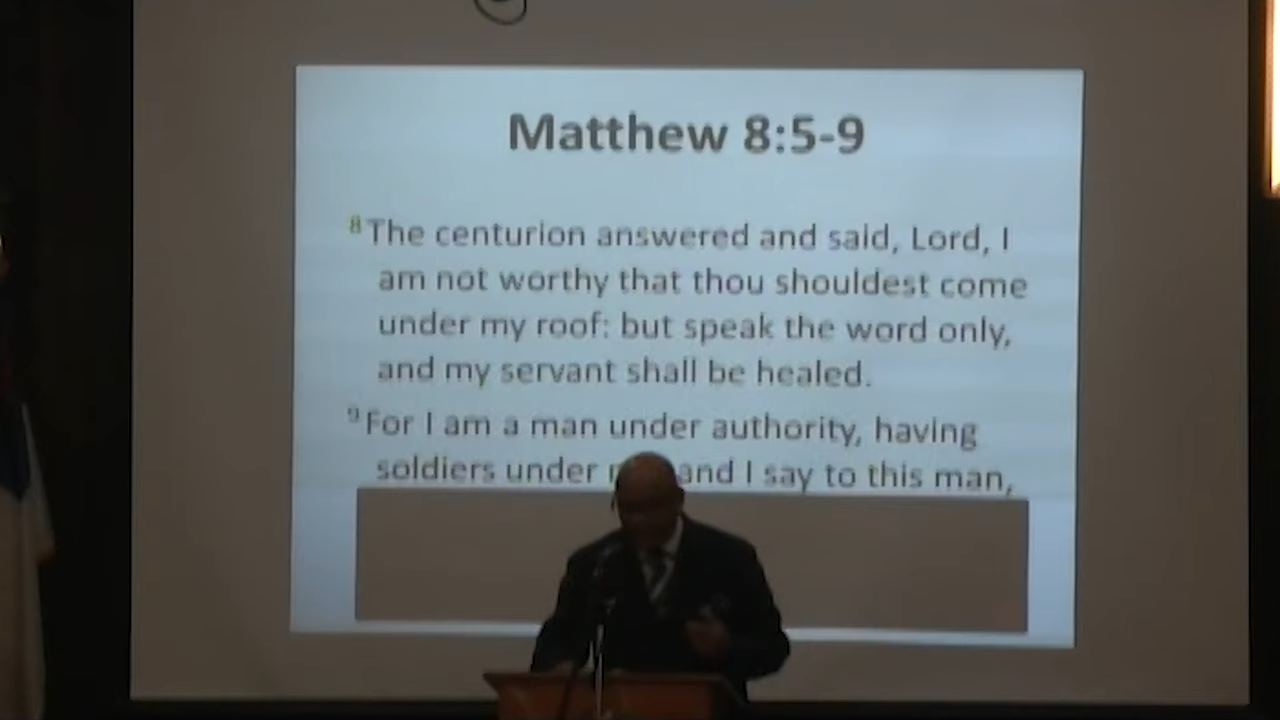 Matthew 8:5-9
8 The centurion answered and said, Lord, I
am not worthy that thou shouldest come
under my roof: but speak the word only,
and my servant shall be healed.
9 For I am a man under authority, having
soldiers under and I say to this man,